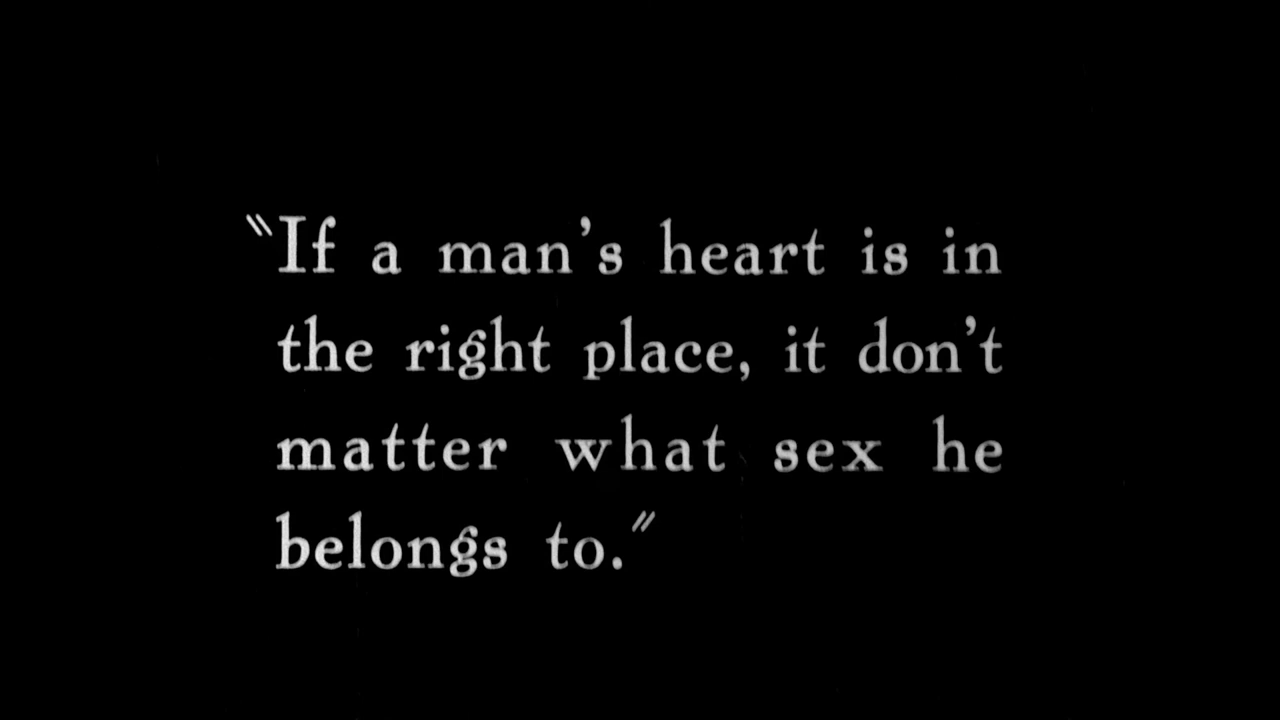 "If a man's heart is in
the right place, it don't
matter what sex he
belongs to."